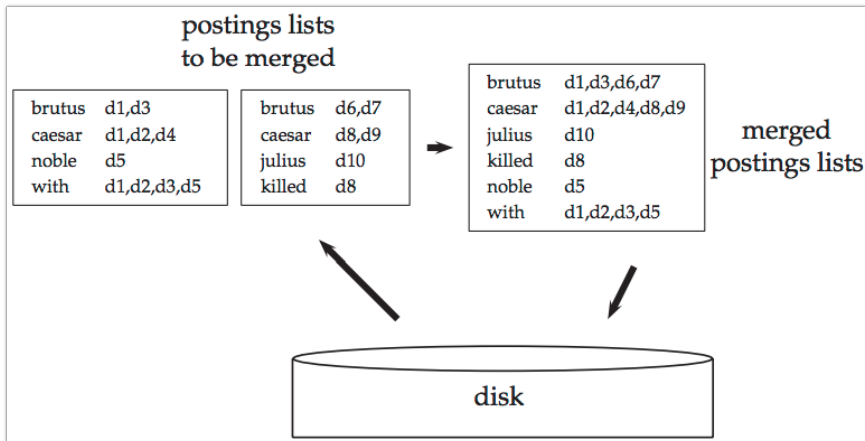 postings lists
to be merged
brutus d1,d3
caesar d1,d2,d4
noble d5
with d1,d2,d3,d5
brutus d6,d7
caesar d8,d9
julius d10
killed d8
brutus d1,d3,d6,d7
caesar d1,d2,d4,d8,d9
julius d10
killed d8
noble d5
with d1,d2,d3,d5
merged
postings lists
disk